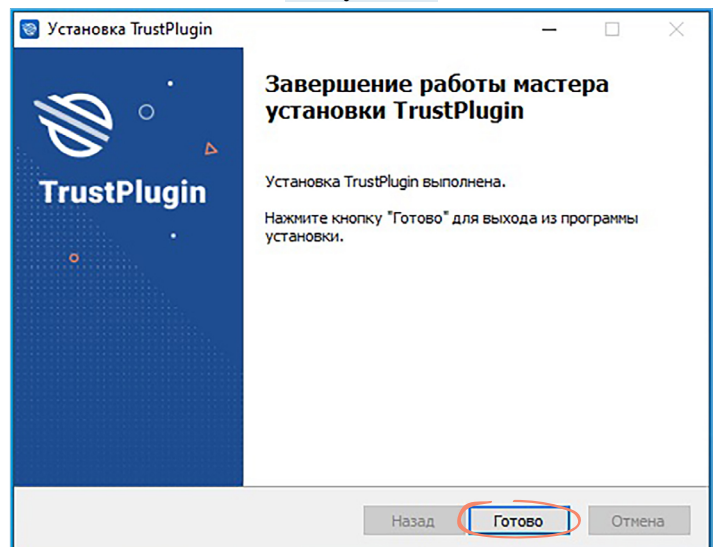 Установка TrustPlugin
Завершение работы мастера
установки TrustPlugin
TrustPlugin
Установка TrustPlugin выполнена.
Нажмите кнопку "Готово" для выхода из программы
установки.
Назад
Готово
Отмена